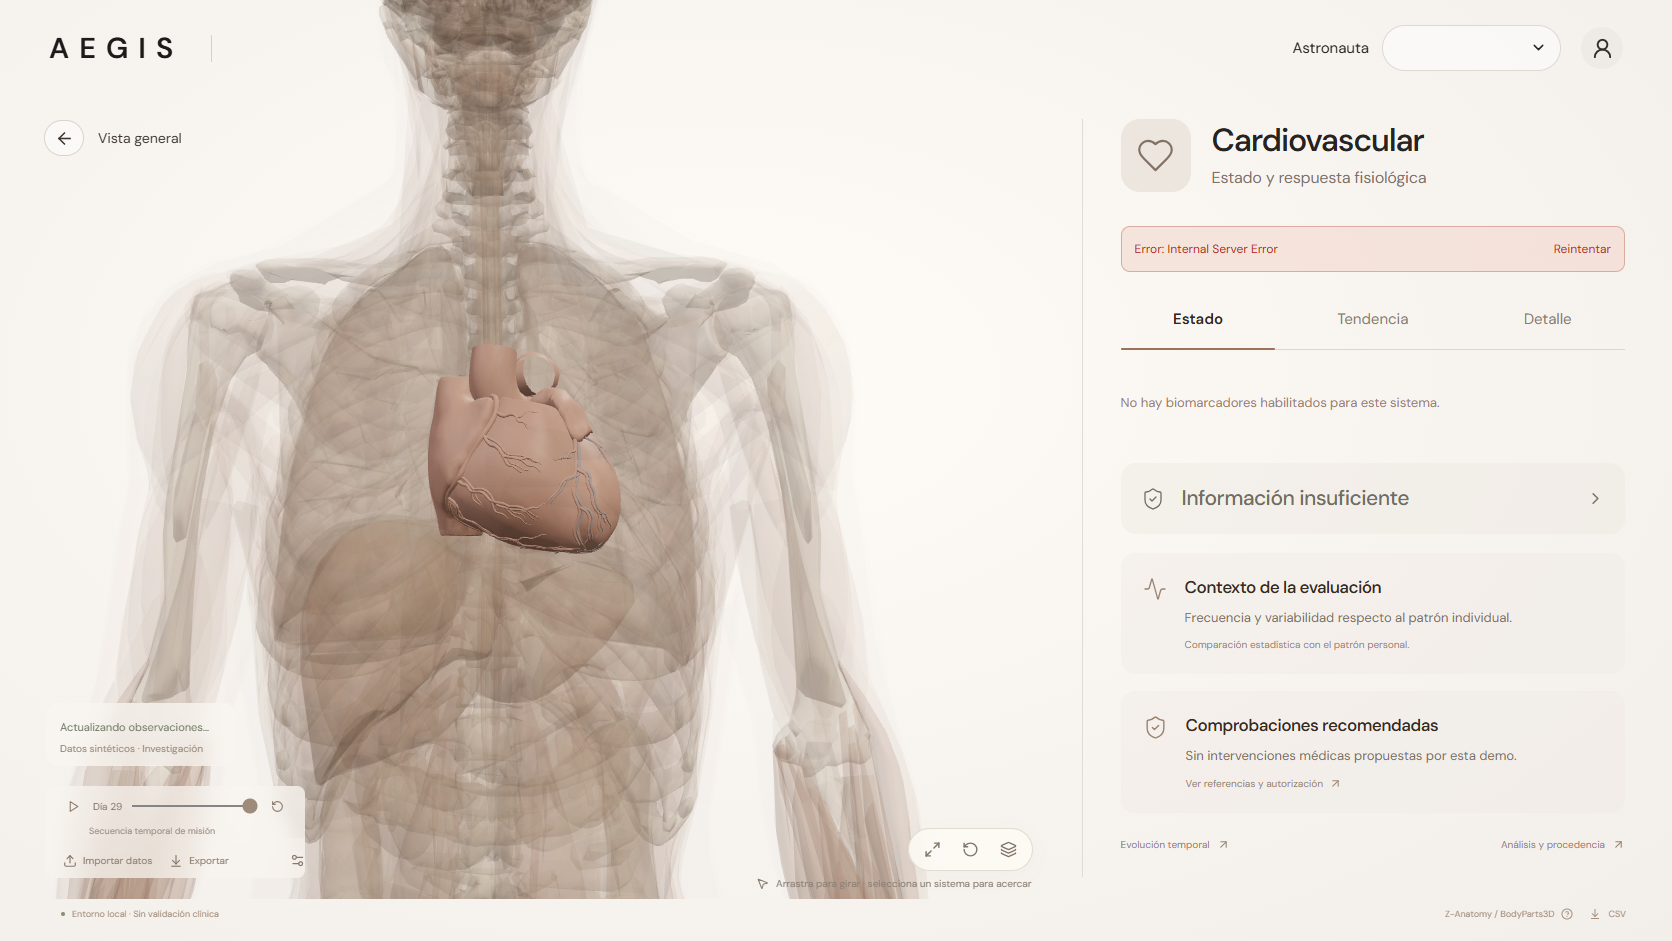 AEGIS
Astronauta
Vista general
Cardiovascular
Estado y respuesta fisiológica
Error: Internal Server Error
Reintentar
Estado
Tendencia
Detalle
No hay biomarcadores habilitados para este sistema.
Información insuficiente
Contexto de la evaluación
Frecuencia y variabilidad respecto al patrón individual.
Comparación estadística con el patrón personal.
Comprobaciones recomendadas
Sin intervenciones médicas propuestas por esta demo.
Ver referencias y autorización
Evolución temporal
Análisis y procedencia
Actualizando observaciones...
Datos sintéticos · Investigación
Día 29
Secuencia temporal de misión
Importar datos
Exportar
Arrastra para girar · selecciona un sistema para acercar
Entorno local · Sin validación clínica
Z-Anatomy / BodyParts3D
CSV